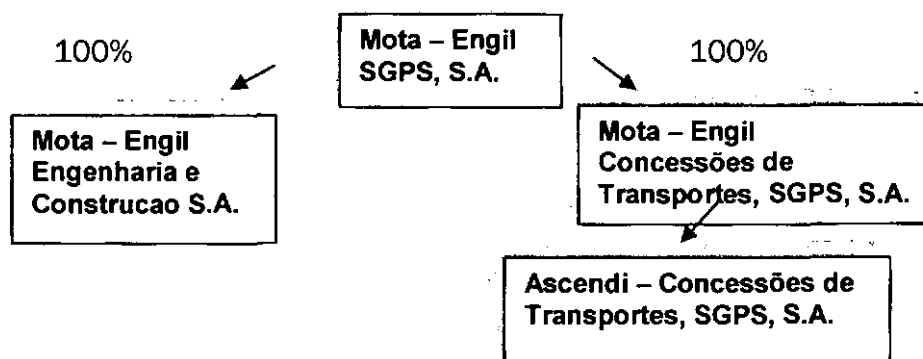 100%
Mota – Engil
SGPS, S.A.
100%
Mota – Engil
Engenharia e
Construcao S.A.
Mota – Engil
Concessões de
Transportes, SGPS, S.A.
Ascendi – Concessões de
Transportes, SGPS, S.A.